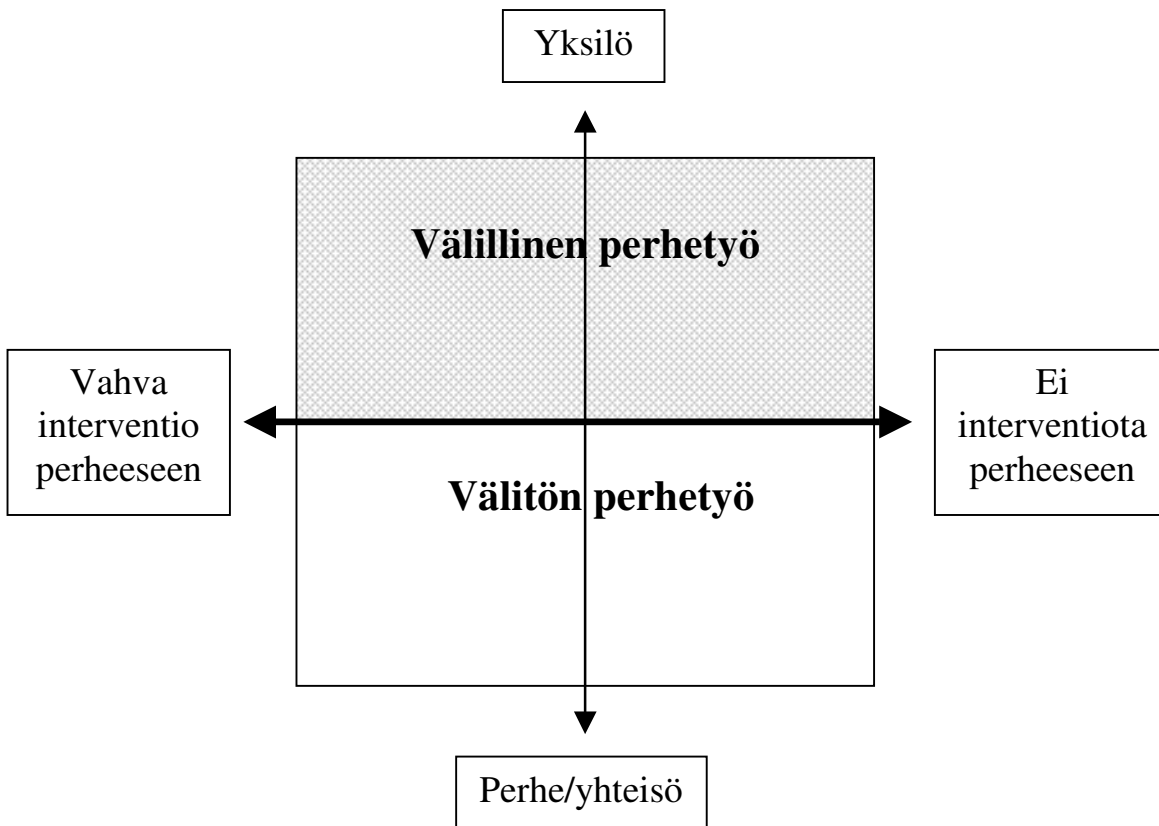 Yksilö
Välillinen perhetyö
Vahva
interventio
perheeseen
Ei
interventiota
perheeseen
Välitön perhetyö
Perhe/yhteisö